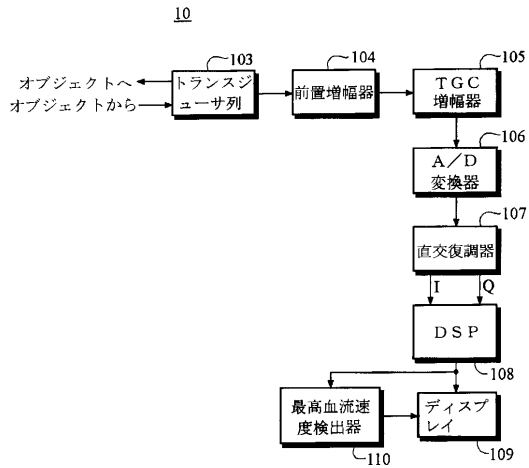 10
103
104
105
オブジェクトへ
オブジェクトから
トランスジ
ューサ列
前置増幅器
TGC
増幅器
106
A/D
変換器
107
直交復調器
I
Q
DSP
108
最高血流速
度検出器
ディスプ
レイ
110
109